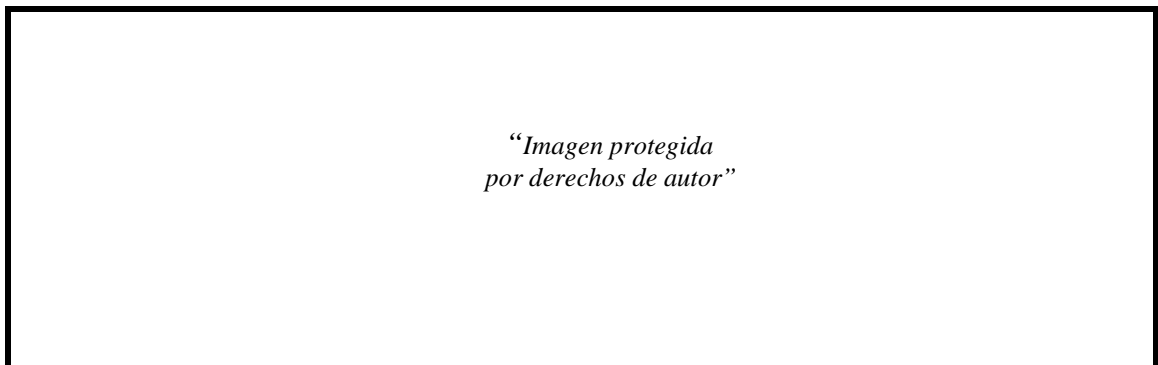 “Imagen protegida
por derechos de autor”